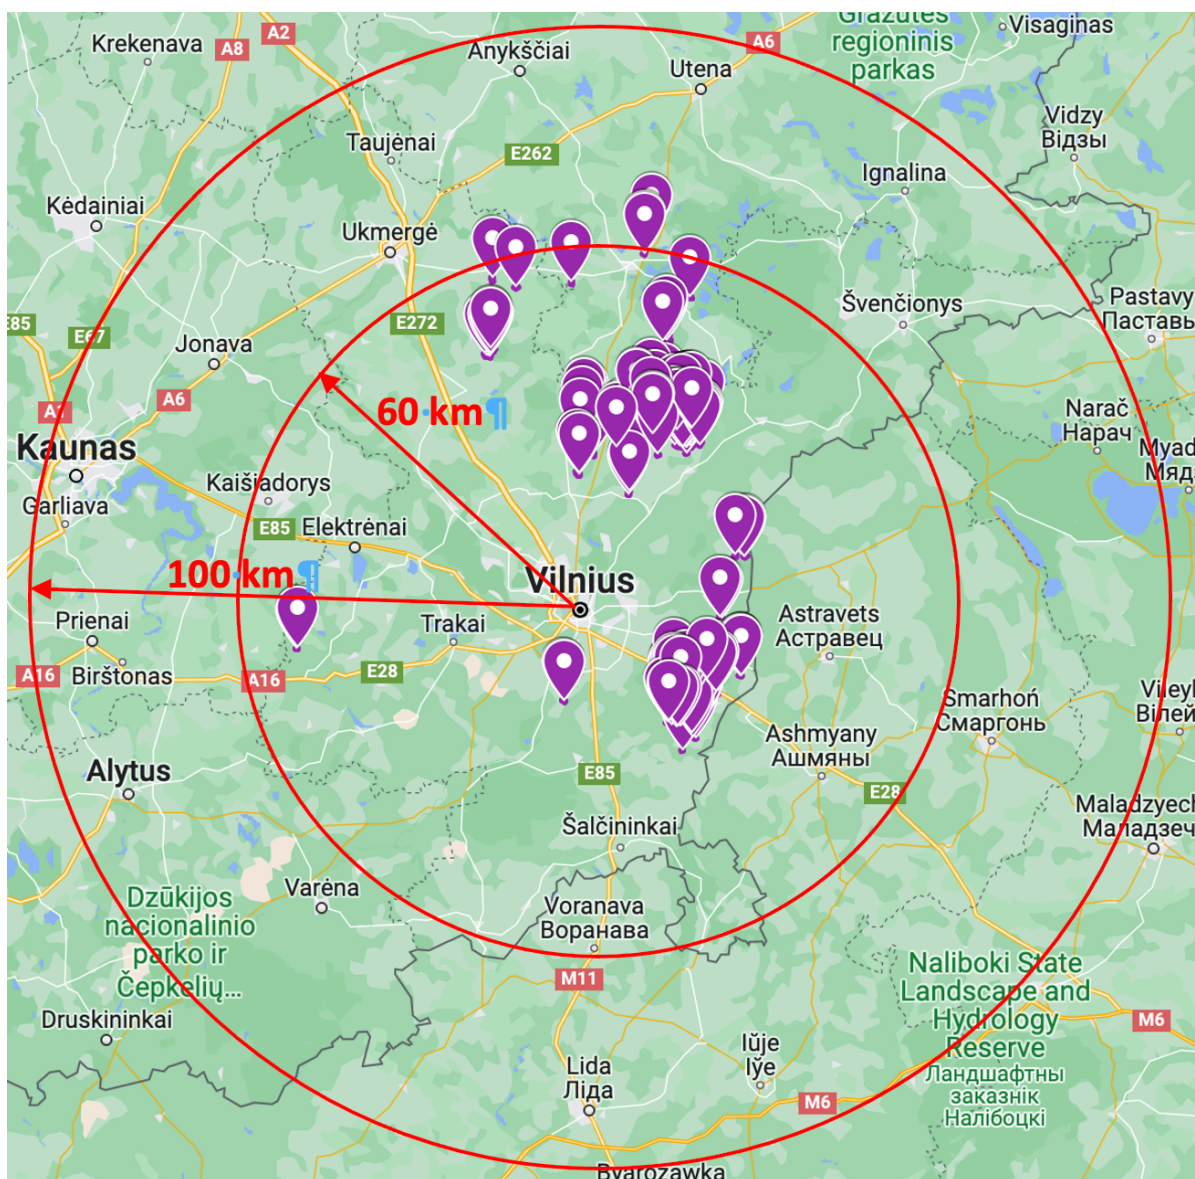 Gražutės
regioninis
parkas
Visaginas
A2
Krekenava
A8
A6
Anykščiai
Utena
Vidzy
Відзы
Taujėnai
E262
Ignalina
Kėdainiai
Ukmergė
Pastavy
Паставы
Švenčionys
E85
E67
E272
Jonava
A6
60 km¶
Narač
Нарач
Kaunas
Kaišiadorys
Garliava
E85
Elektrėnai
100 km¶
Vilnius
Astravets
Астравец
Prienai
Trakai
A16
Birštonas
A16
E28
Smarhoń
Смаргонь
Ashmyany
Ашмяны
Alytus
E85
E28
Maladzyech
Маладзеч
Šalčininkai
Varėna
Dzūkijos
nacionalinio
parko ir
Čepkelių...
Voranava
Воранава
M11
Naliboki State
Landscape and
Hydrology
Reserve
Ландшафтны
заказнік
Налібоцкі
Druskininkai
M6
Iŭje
Іўе
Lida
Ліда
M6
Byarozawka